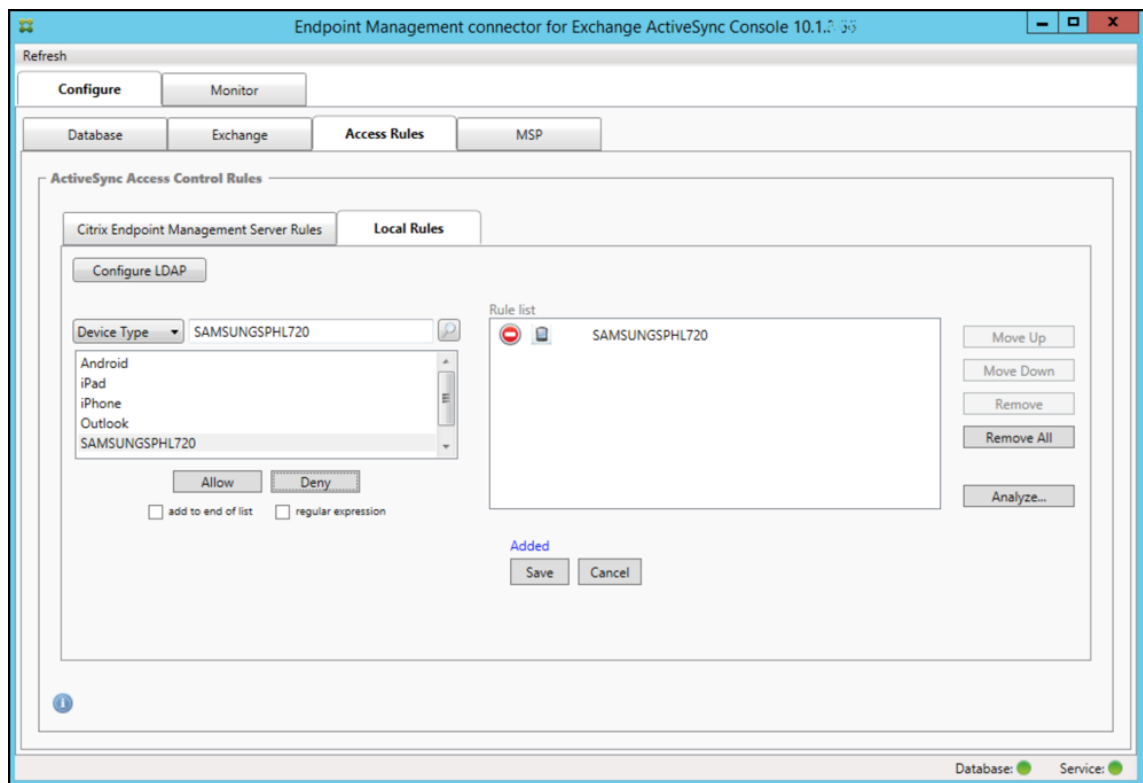 Endpoint Management connector for Exchange ActiveSync Console 10.1.
Refresh
Configure Monitor
Database Exchange Access Rules MSP
ActiveSync Access Control Rules
Citrix Endpoint Management Server Rules Local Rules
Configure LDAP
Rule list
Device Type SAMSUNGSPHL720
SAMSUNGSPHL720
Move Up
Android
iPad
iPhone
Outlook
SAMSUNGSPHL720
Move Down
Remove
Remove All
Allow Deny
Analyze...
add to end of list regular expression
Added
Save Cancel
Database: Service: